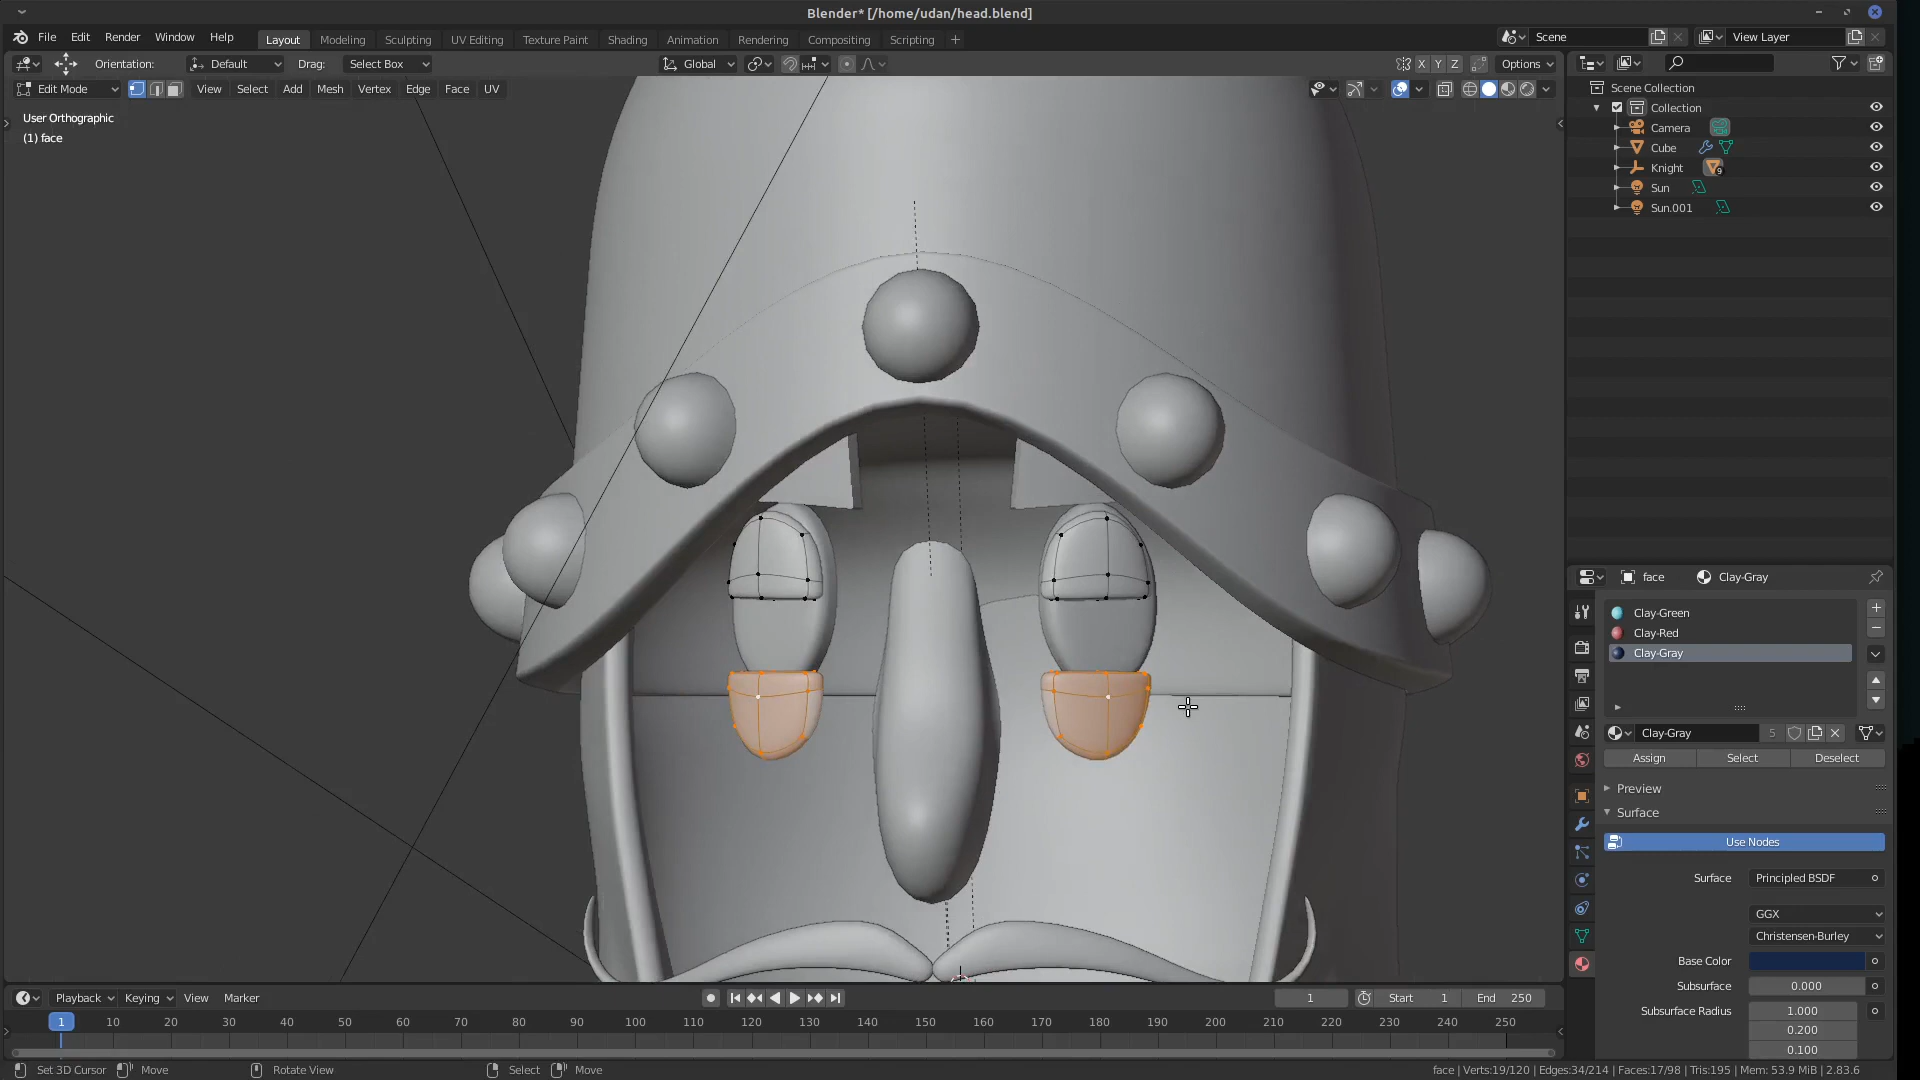 Blender* [/home/udan/head.blend]
File Edit Render Window Help Layout Modeling Sculpting UV Editing Texture Paint Shading Animation Rendering Compositing Scripting + Scene View Layer
Orientation: Default Drag: Select Box Global X Y Z Options
Edit Mode View Select Add Mesh Vertex Edge Face UV
User Orthographic
(1) face
Scene Collection
Collection
Camera
Cube
Knight 9
Sun
Sun.001
face Clay-Gray
Clay-Green
Clay-Red
Clay-Gray
Clay-Gray 5
Assign Select Deselect
Preview
Surface
Use Nodes
Surface Principled BSDF
GGX
Christensen-Burley
Base Color
Subsurface 0.000
Subsurface Radius 1.000
0.200
0.100
Playback Keying View Marker 1 Start 1 End 250
1 10 20 30 40 50 60 70 80 90 100 110 120 130 140 150 160 170 180 190 200 210 220 230 240 250
Set 3D Cursor Move Rotate View Select Move face | Verts:19/120 | Edges:34/214 | Faces:17/98 | Tris:195 | Mem: 53.9 MiB | 2.83.6